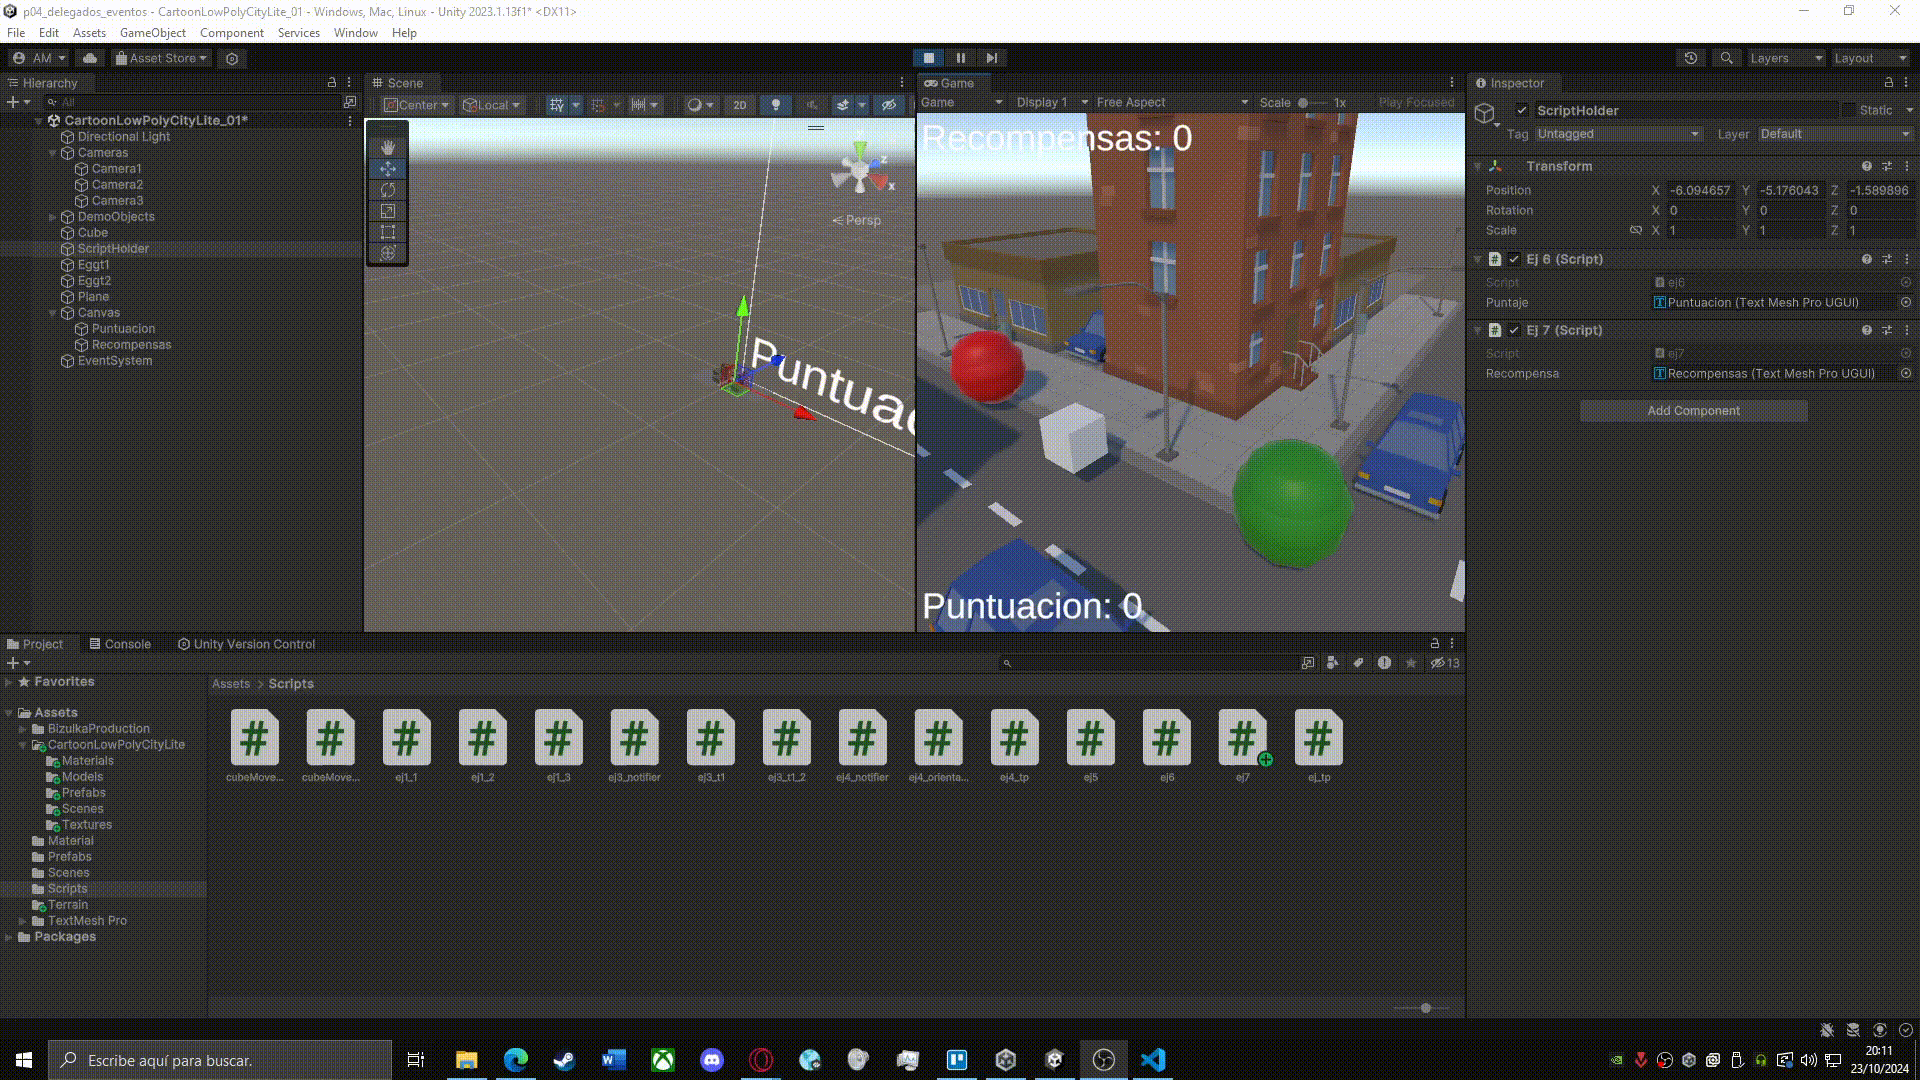 p04_delegados_eventos - CartoonLowPolyCityLite_01 - Windows, Mac, Linux - Unity 2023.1.13f1* <DX11>
File Edit Assets GameObject Component Services Window Help
AM Asset Store Layers Layout
Hierarchy
All
CartoonLowPolyCityLite_01*
Directional Light
Cameras
Camera1
Camera2
Camera3
DemoObjects
Cube
ScriptHolder
Eggt1
Eggt2
Plane
Canvas
Puntuacion
Recompensas
EventSystem
Scene
Center Local 2D
z
x
Persp
Puntuac
Game
Game Display 1 Free Aspect Scale 1x Play Focused
Recompensas: 0
Puntuacion: 0
Inspector
ScriptHolder Static
Tag Untagged Layer Default
Transform
Position X -6.094657 Y -5.176043 Z -1.589896
Rotation X 0 Y 0 Z 0
Scale X 1 Y 1 Z 1
Ej 6 (Script)
Script ej6
Puntaje Puntuacion (Text Mesh Pro UGUI)
Ej 7 (Script)
Script ej7
Recompensa Recompensas (Text Mesh Pro UGUI)
Add Component
Project Console Unity Version Control
13
Favorites
Assets
BizulkaProduction
CartoonLowPolyCityLite
Materials
Models
Prefabs
Scenes
Textures
Material
Prefabs
Scenes
Scripts
Terrain
TextMesh Pro
Packages
Assets > Scripts
cubeMove... cubeMove... ej1_1 ej1_2 ej1_3 ej3_notifier ej3_t1 ej3_t1_2 ej4_notifier ej4_orienta... ej4_tp ej5 ej6 ej7 ej_tp
Escribe aquí para buscar.
20:11
23/10/2024